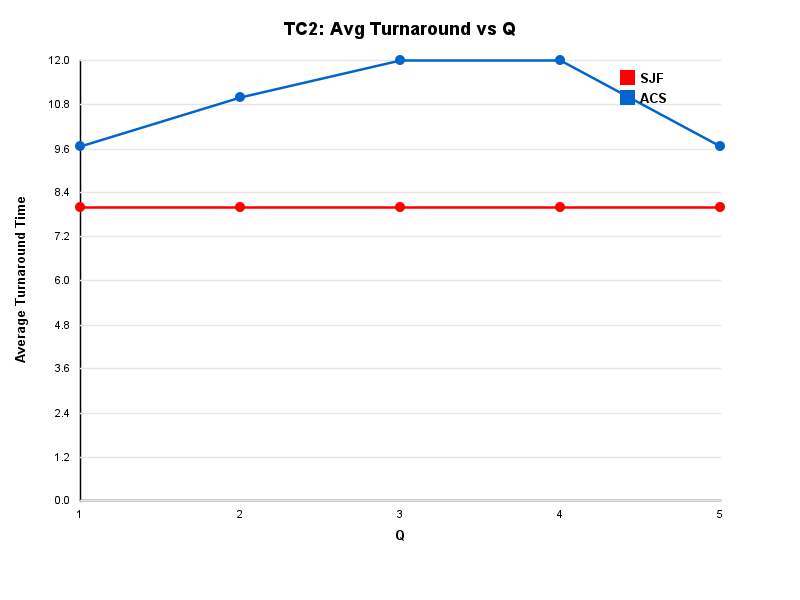 TC2: Avg Turnaround vs Q
12.0
SJF
10.8
ACS
9.6
8.4
7.2
6.0
4.8
3.6
2.4
1.2
0.0
Average Turnaround Time
1 2 3 4 5
Q